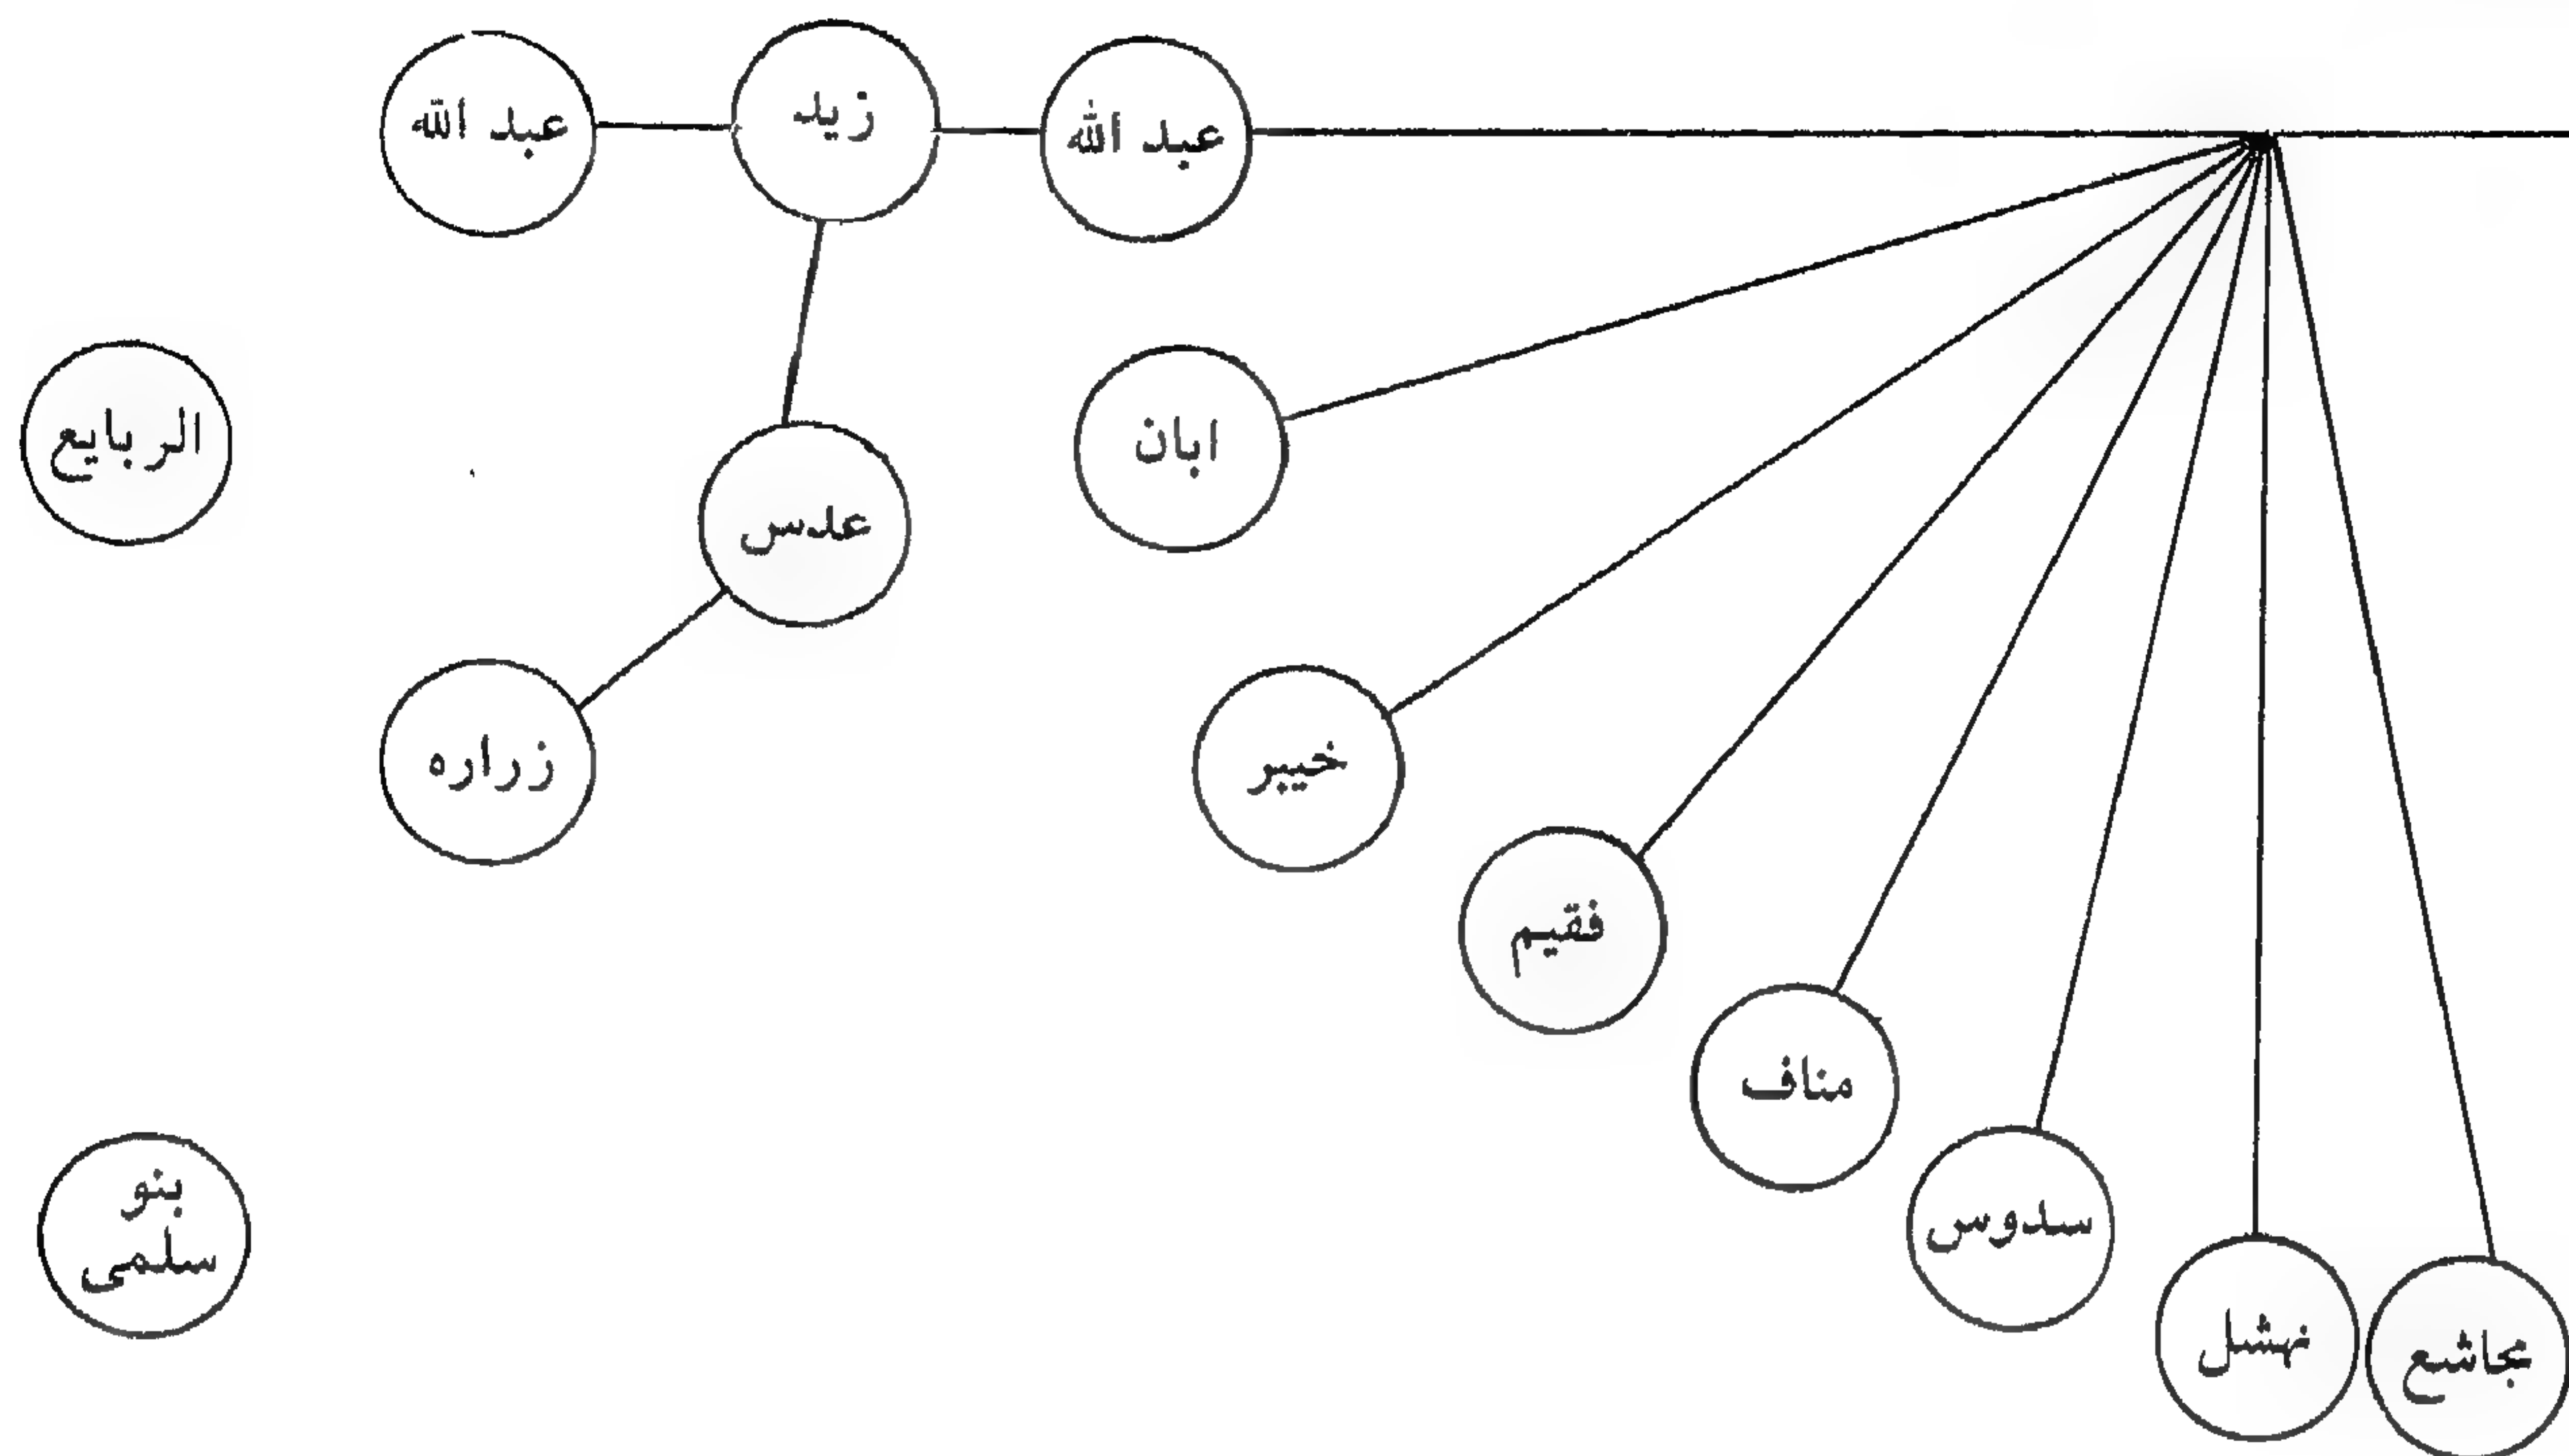 عبد الله
زيد
عبد الله
ابان
الربايع
عدس
زراره
خيبر
فقيم
مناف
سدوس
بنو
سلمى
نهشل
مجاشع